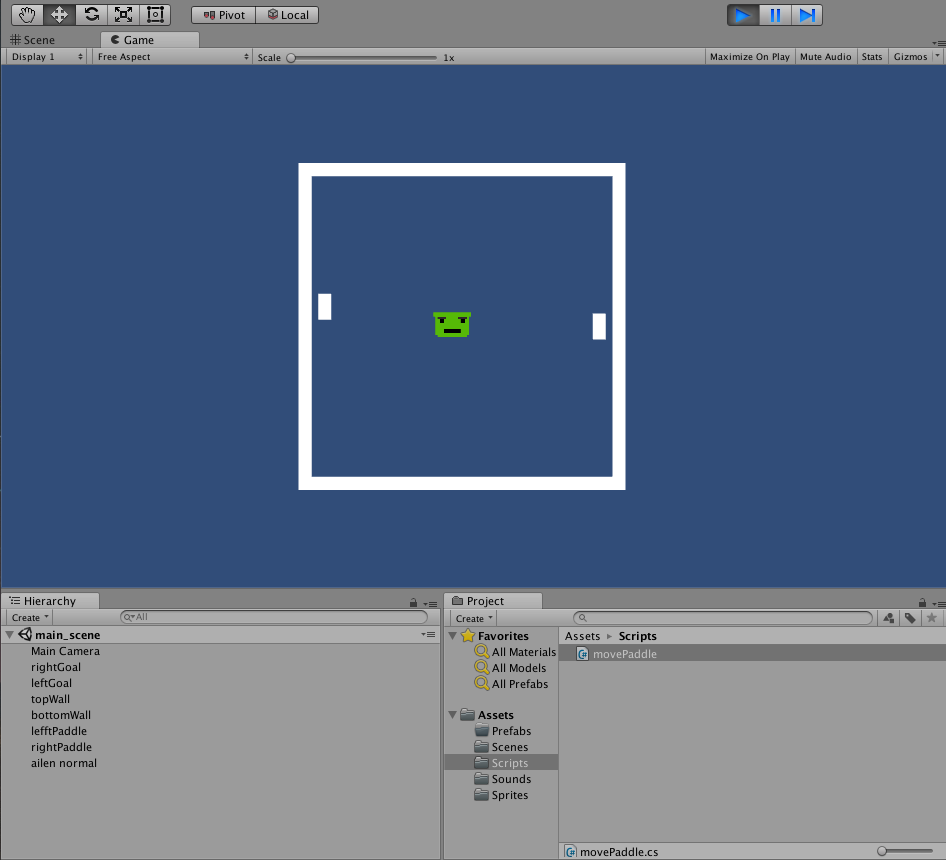 Pivot Local
Scene Game
Display 1 Free Aspect Scale 1x Maximize On Play Mute Audio Stats Gizmos
Hierarchy
Create All
main_scene
Main Camera
rightGoal
leftGoal
topWall
bottomWall
lefftPaddle
rightPaddle
ailen normal
Project
Create
Favorites
All Materials
All Models
All Prefabs
Assets
Prefabs
Scenes
Scripts
Sounds
Sprites
Assets Scripts
movePaddle
movePaddle.cs